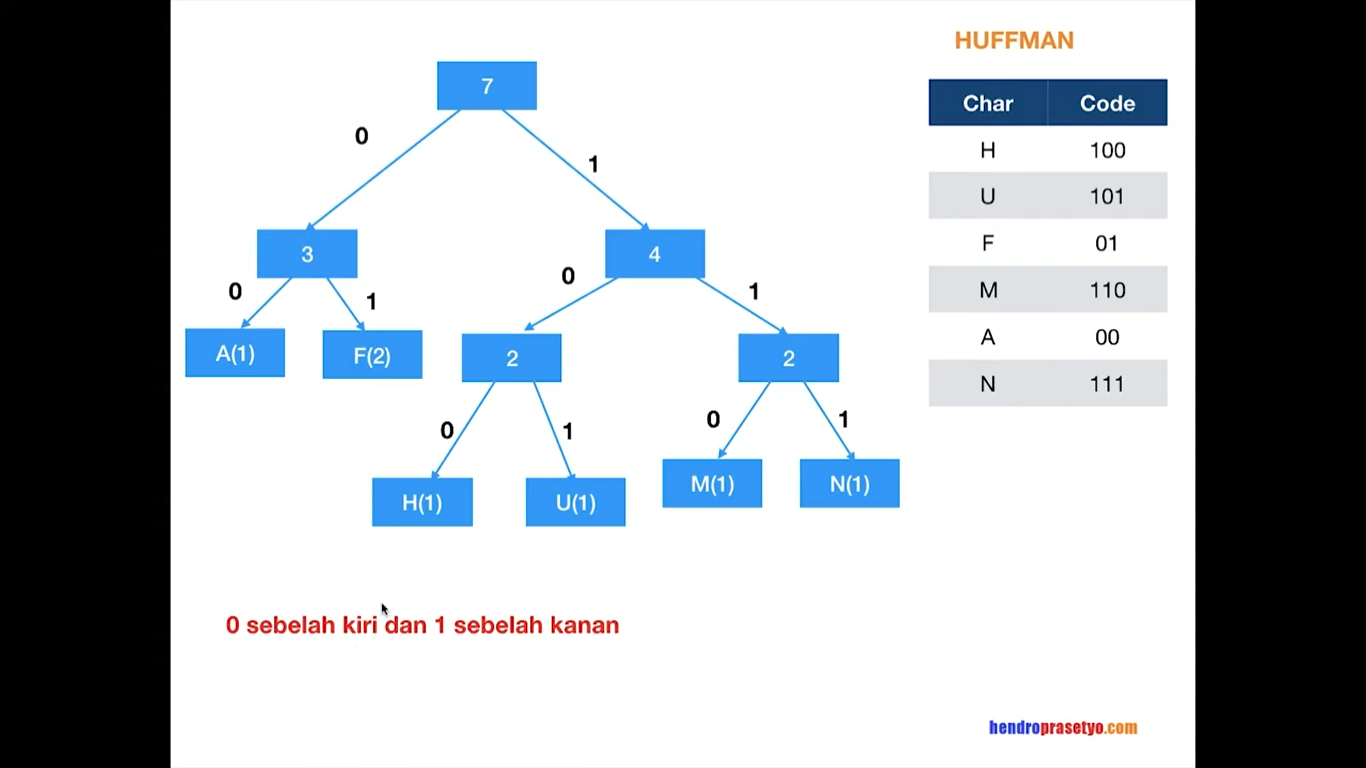 HUFFMAN
7
0
1
3
4
0
1
0
1
A(1)
F(2)
2
2
0
1
0
1
H(1)
U(1)
M(1)
N(1)
Char Code
H 100
U 101
F 01
M 110
A 00
N 111
0 sebelah kiri dan 1 sebelah kanan
hendroprasetyo.com